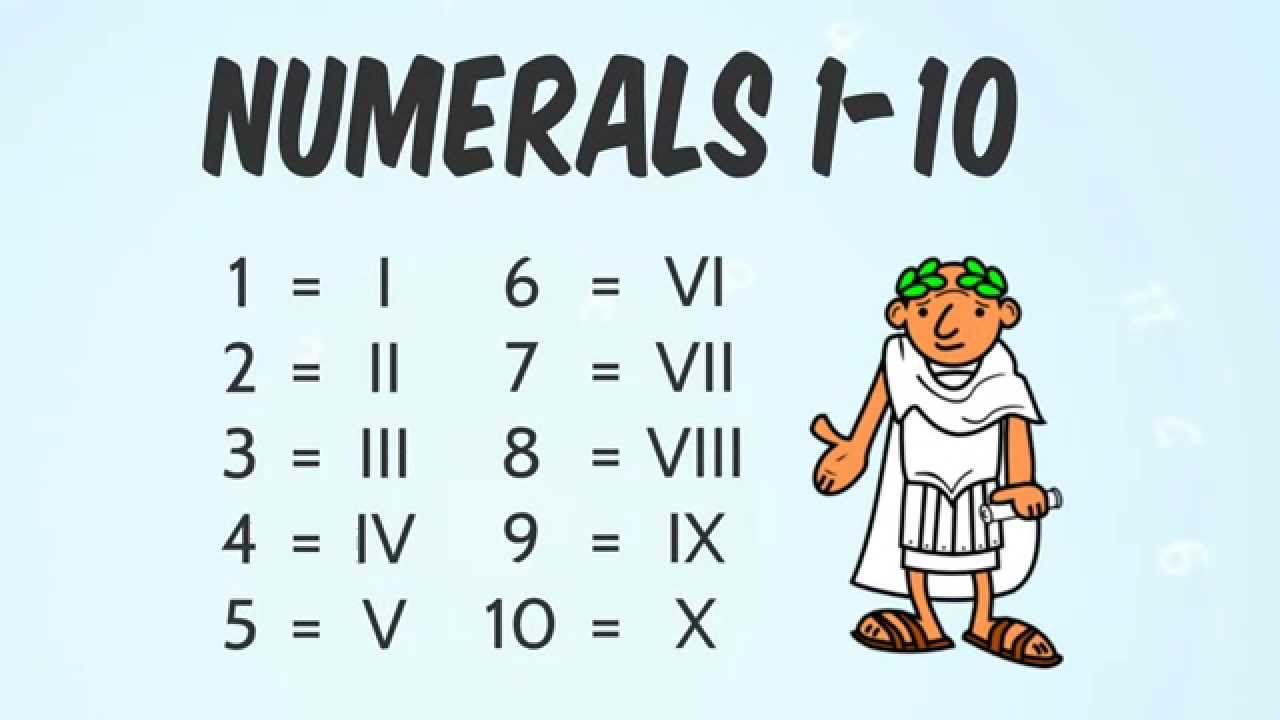 NUMERALS 1-10
1 = I 6 = VI
2 = II 7 = VII
3 = III 8 = VIII
4 = IV 9 = IX
5 = V 10 = X